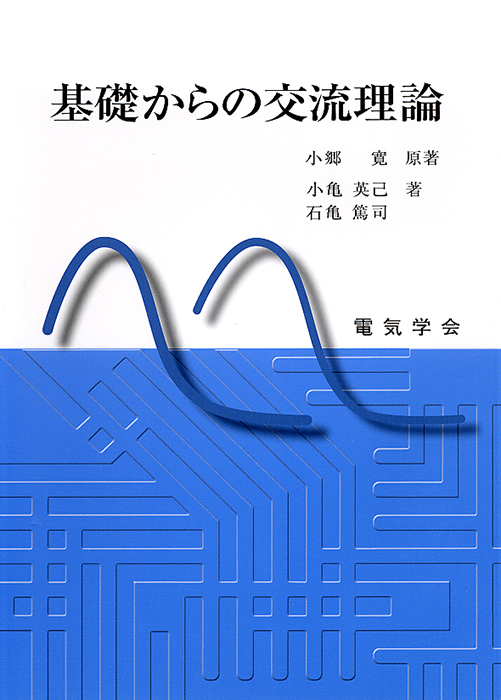 基礎からの交流理論
小郷 寛 原著
小亀 英己 著
石亀 篤司
電気学会